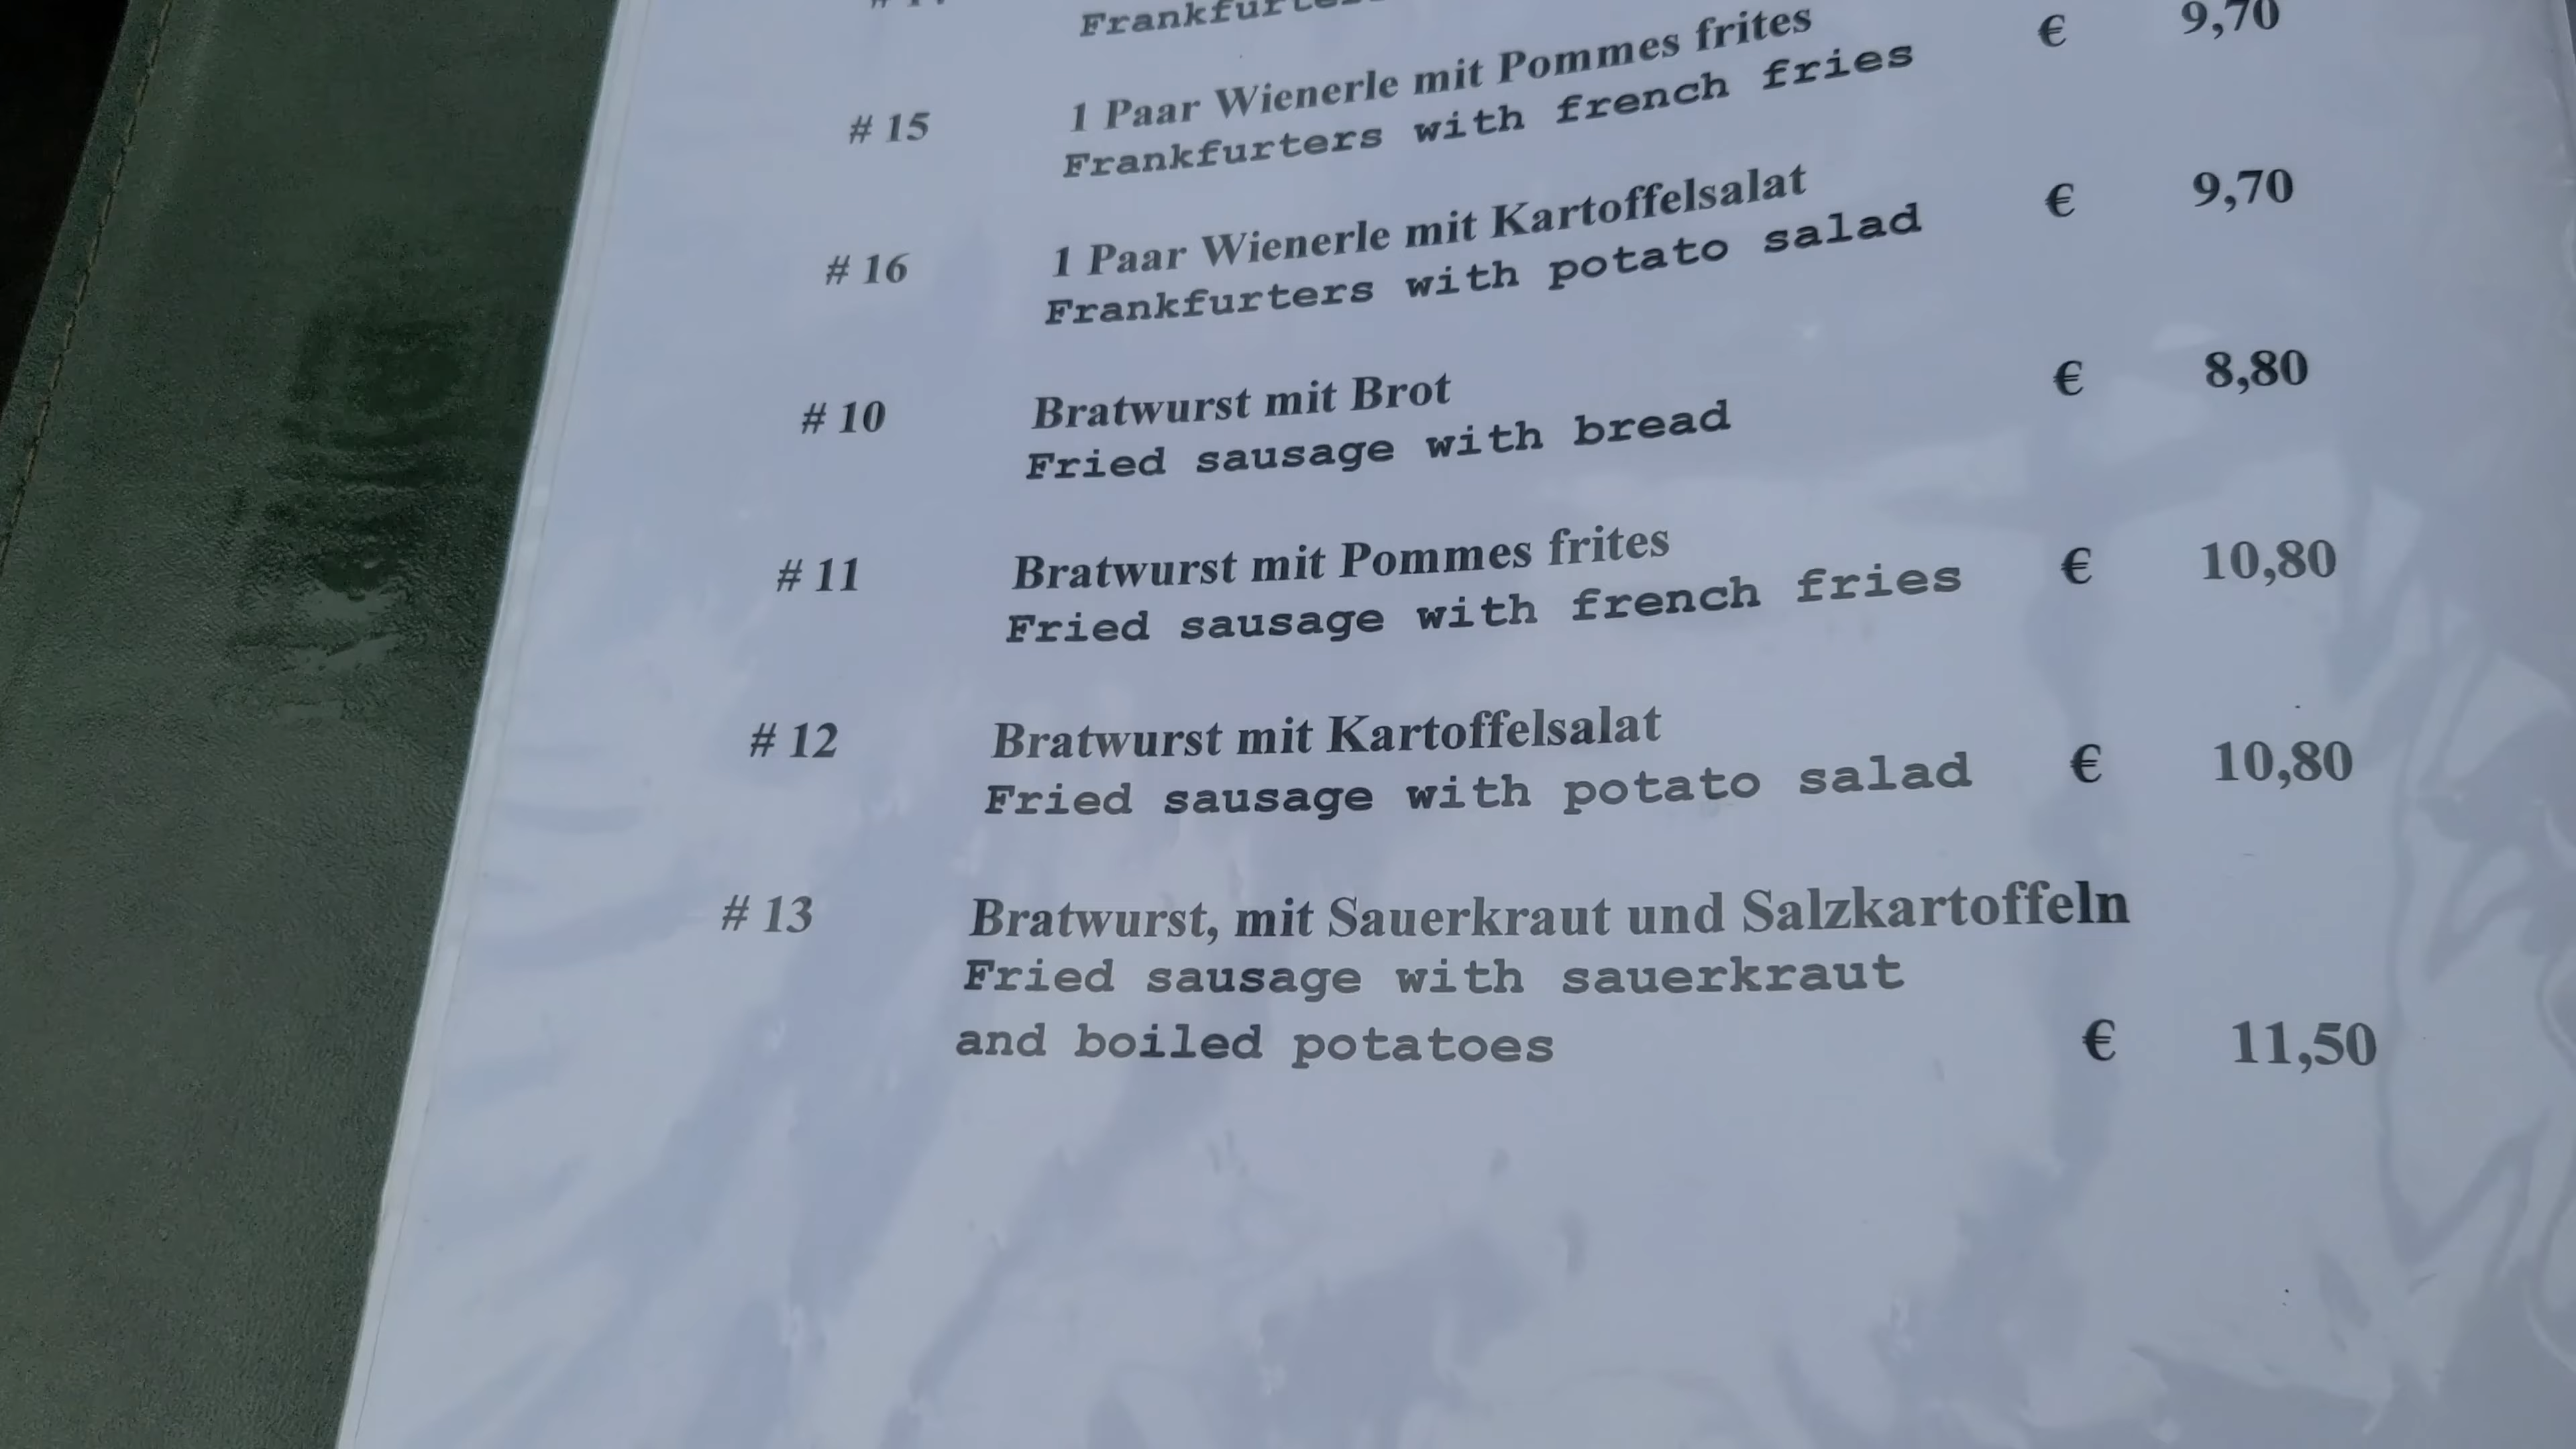 # 15 1 Paar Wienerle mit Pommes frites € 9,70
Frankfurters with french fries
# 16 1 Paar Wienerle mit Kartoffelsalat € 9,70
Frankfurters with potato salad
# 10 Bratwurst mit Brot € 8,80
Fried sausage with bread
# 11 Bratwurst mit Pommes frites € 10,80
Fried sausage with french fries
# 12 Bratwurst mit Kartoffelsalat € 10,80
Fried sausage with potato salad
# 13 Bratwurst, mit Sauerkraut und Salzkartoffeln
Fried sausage with sauerkraut
and boiled potatoes € 11,50